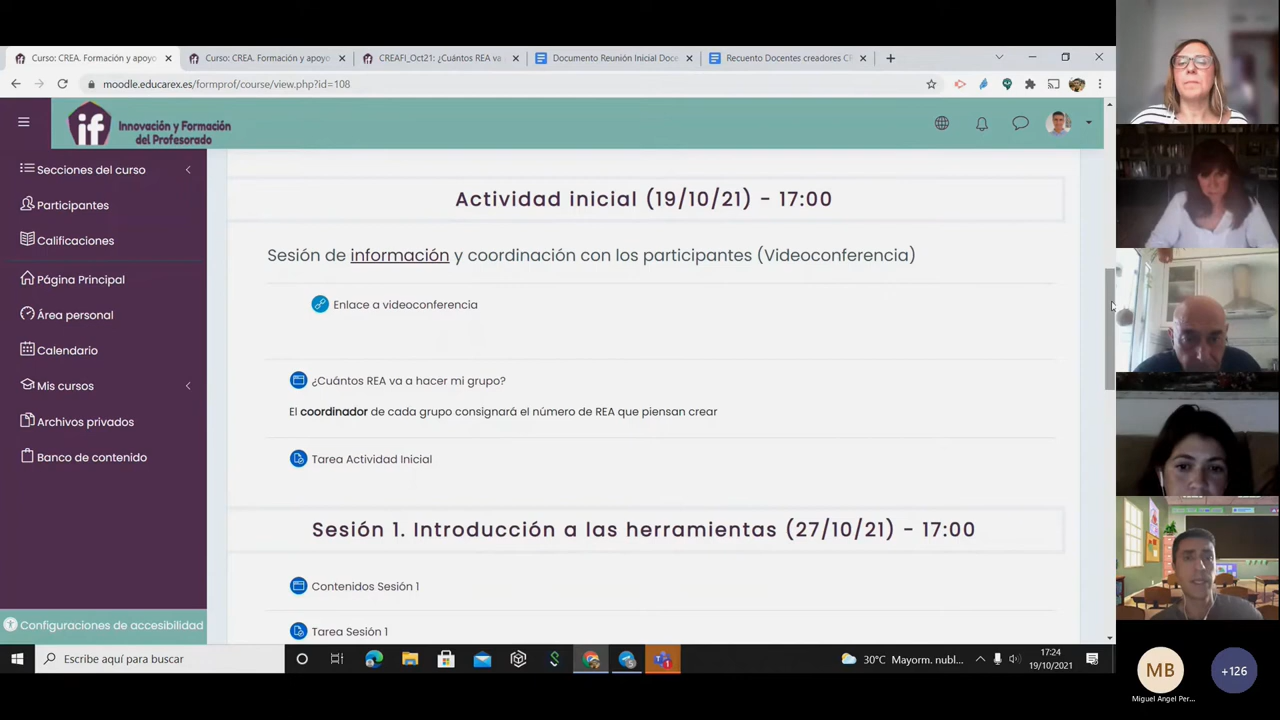 Curso: CREA. Formación y apoyo
Curso: CREA. Formación y apoyo
CREAFI_Oct21: ¿Cuántos REA va
Documento Reunión Inicial Doce
Recuento Docentes creadores CF
moodle.educarex.es/formprof/course/view.php?id=108
if Innovación y Formación
del Profesorado
Secciones del curso
Participantes
Calificaciones
Página Principal
Área personal
Calendario
Mis cursos
Archivos privados
Banco de contenido
Configuraciones de accesibilidad
Actividad inicial (19/10/21) - 17:00
Sesión de información y coordinación con los participantes (Videoconferencia)
Enlace a videoconferencia
¿Cuántos REA va a hacer mi grupo?
El coordinador de cada grupo consignará el número de REA que piensan crear
Tarea Actividad Inicial
Sesión 1. Introducción a las herramientas (27/10/21) - 17:00
Contenidos Sesión 1
Tarea Sesión 1
Escribe aquí para buscar
30°C Mayorm. nubl...
17:24
19/10/2021
MB
Miguel Angel Per...
+126